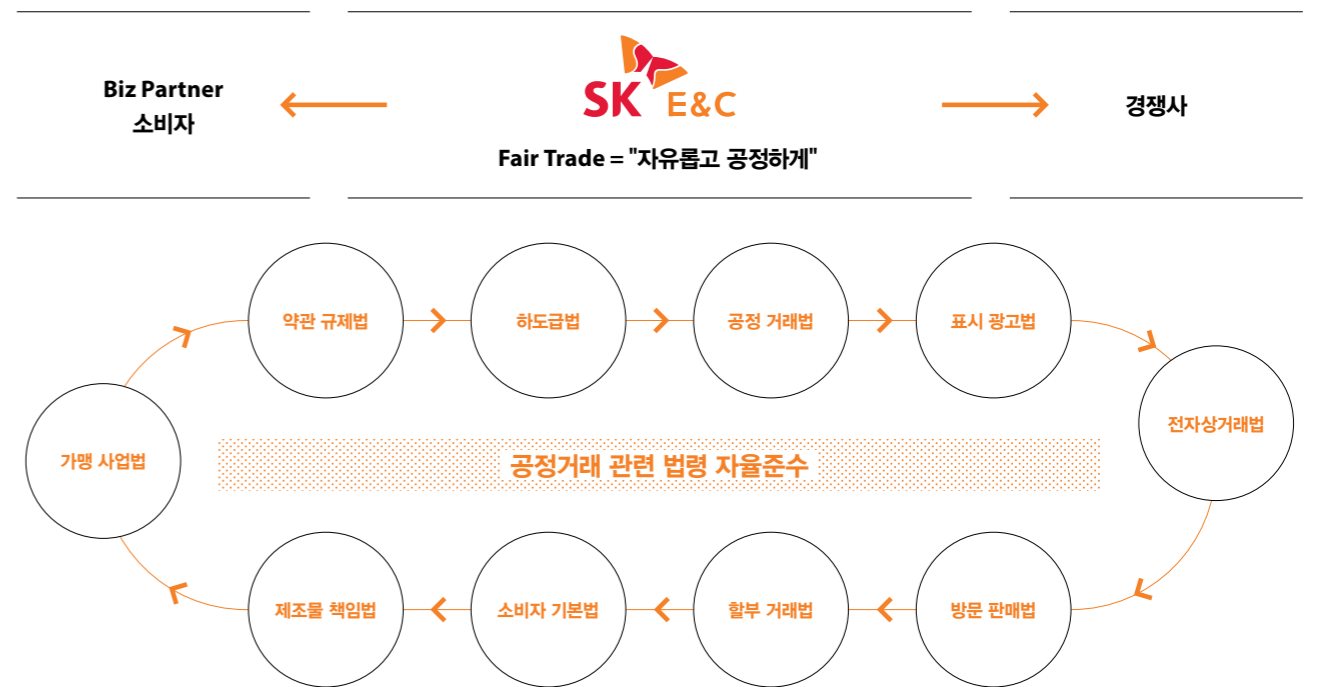 Biz Partner
소비자
SK E&C
Fair Trade = "자유롭고 공정하게"
경쟁사
약관 규제법
하도급법
공정 거래법
표시 광고법
전자상거래법
가맹 사업법
공정거래 관련 법령 자율준수
제조물 책임법
소비자 기본법
할부 거래법
방문 판매법